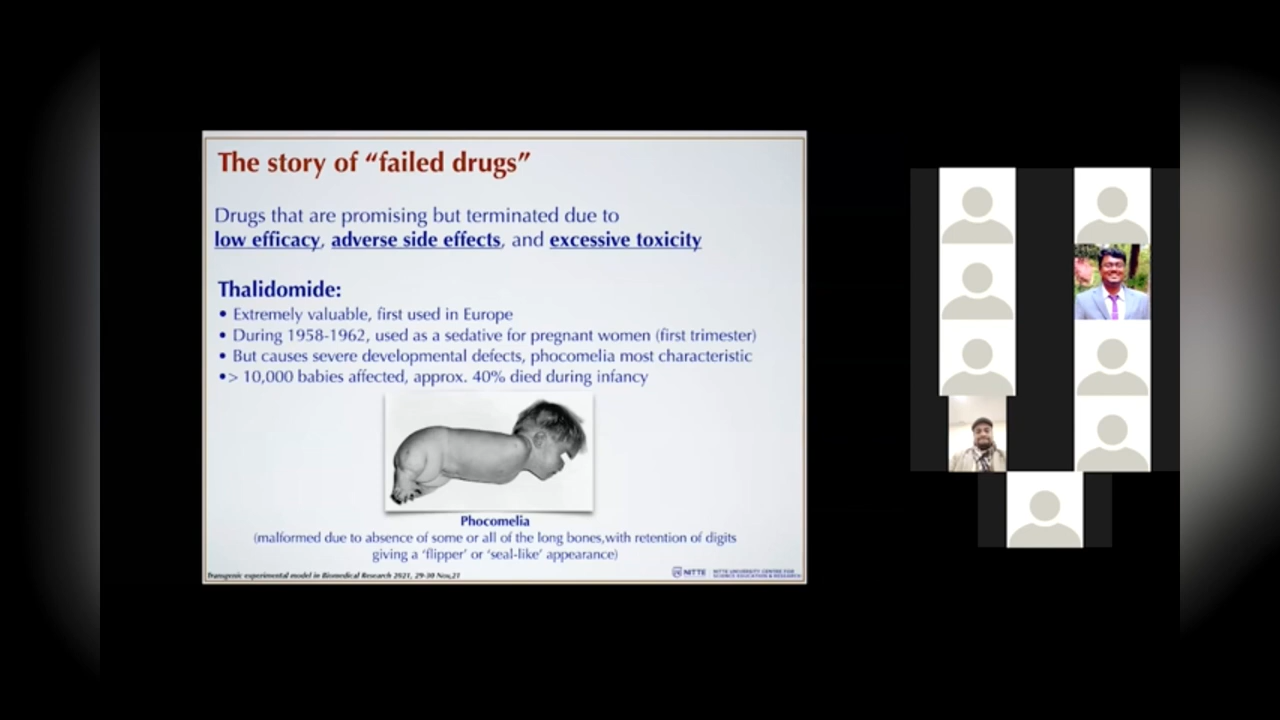 The story of “failed drugs”
Drugs that are promising but terminated due to
low efficacy, adverse side effects, and excessive toxicity
Thalidomide:
• Extremely valuable, first used in Europe
• During 1958-1962, used as a sedative for pregnant women (first trimester)
• But causes severe developmental defects, phocomelia most characteristic
•> 10,000 babies affected, approx. 40% died during infancy
Phocomelia
(malformed due to absence of some or all of the long bones,with retention of digits
giving a ‘flipper’ or ‘seal-like’ appearance)
Transgenic experimental model in Biomedical Research 2021, 29-30 Nov,21
NITTE
NITTE UNIVERSITY CENTRE FOR
SCIENCE EDUCATION & RESEARCH